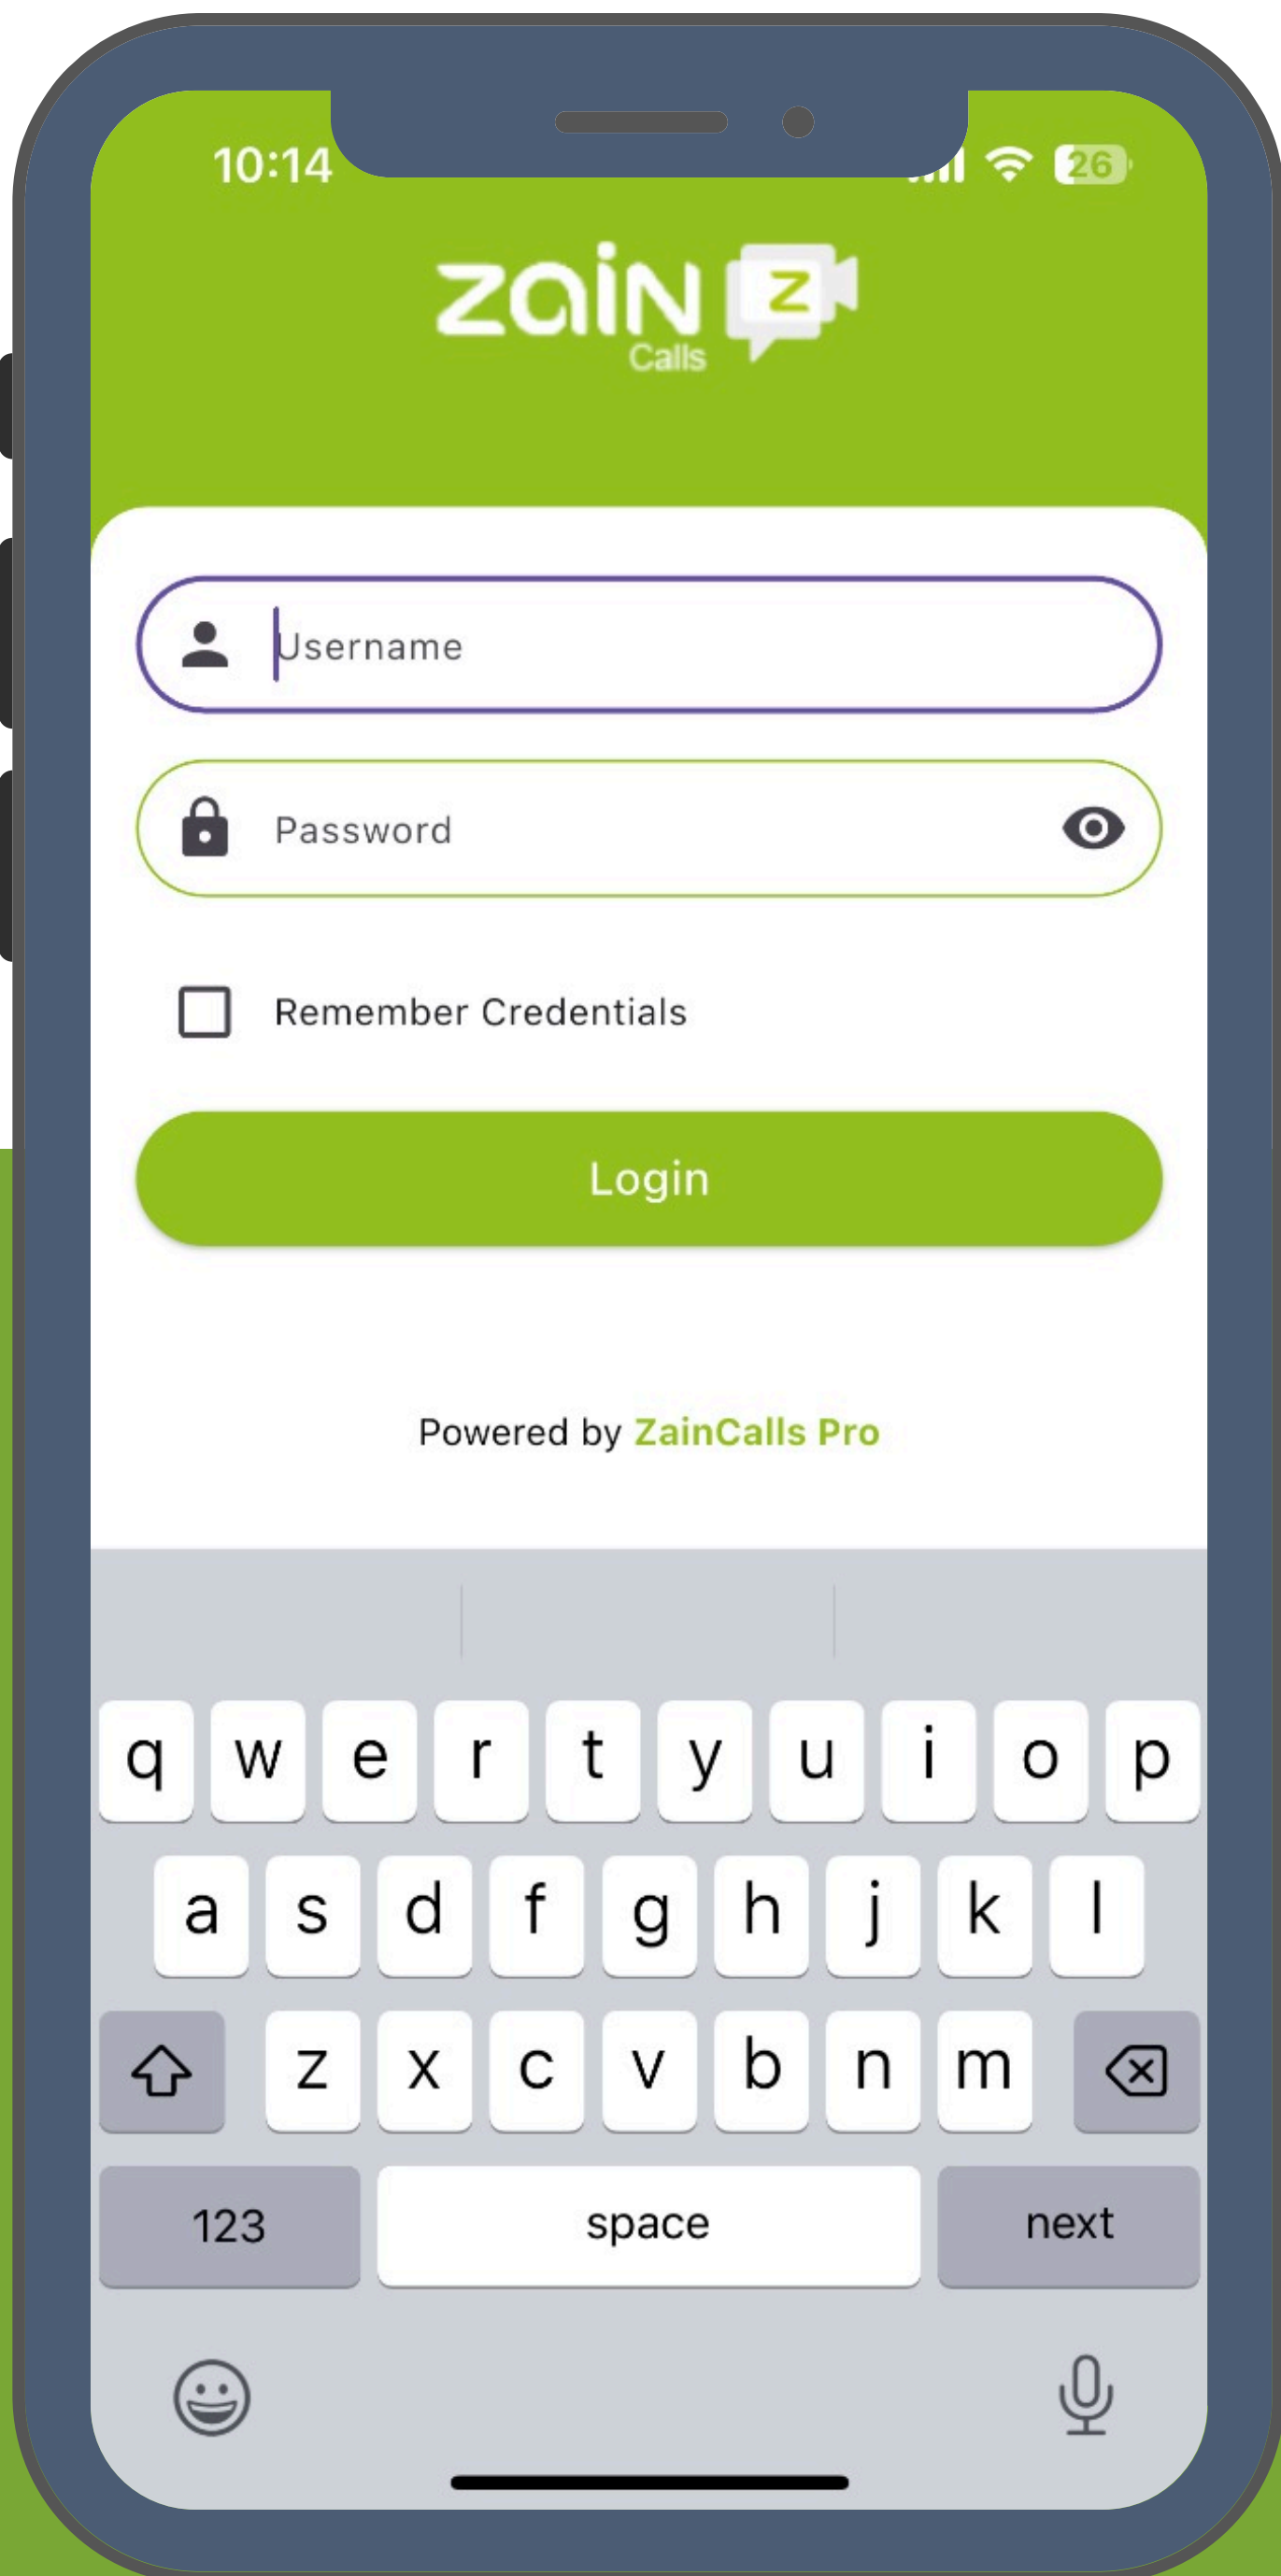 10:14 26
zain Z
Calls
Username
Password
Remember Credentials
Login
Powered by ZainCalls Pro
q w e r t y u i o p
a s d f g h j k l
z x c v b n m
123 space next